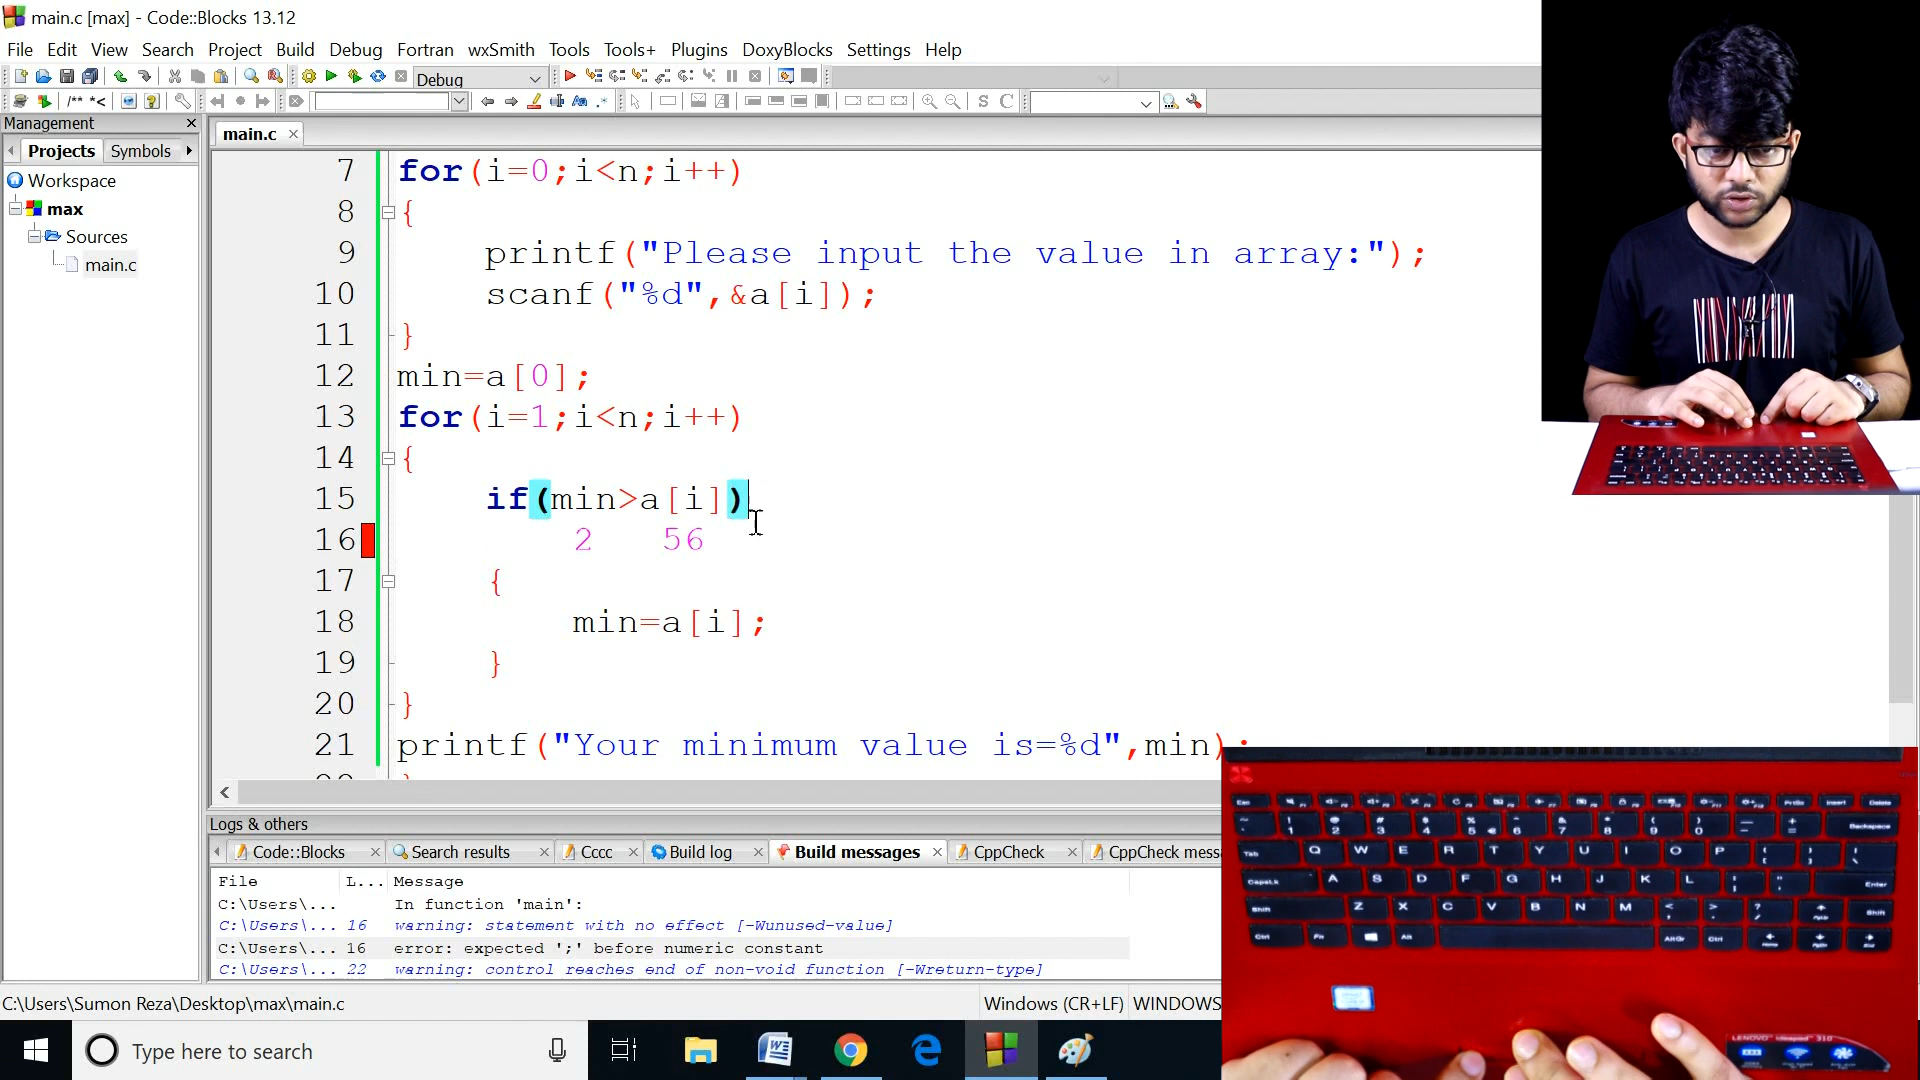 main.c [max] - Code::Blocks 13.12
File Edit View Search Project Build Debug Fortran wxSmith Tools Tools+ Plugins DoxyBlocks Settings Help
Debug
/** *<
S C
Management
main.c
Projects Symbols
Workspace
max
Sources
main.c
7 for(i=0;i<n;i++)
8 {
9 printf("Please input the value in array:");
10 scanf("%d",&a[i]);
11 }
12 min=a[0];
13 for(i=1;i<n;i++)
14 {
15 if(min>a[i])
16 2 56
17 {
18 min=a[i];
19 }
20 }
21 printf("Your minimum value is=%d",min);
Logs & others
Code::Blocks Search results Cccc Build log Build messages CppCheck CppCheck mess
File L... Message
C:\Users\... In function 'main':
C:\Users\... 16 warning: statement with no effect [-Wunused-value]
C:\Users\... 16 error: expected ';' before numeric constant
C:\Users\... 22 warning: control reaches end of non-void function [-Wreturn-type]
C:\Users\Sumon Reza\Desktop\max\main.c
Windows (CR+LF) WINDOWS
Type here to search
Q W E R T Y U I O P
A S D F G H J K L
Z X C V B N M
LENOVO ideapad 310